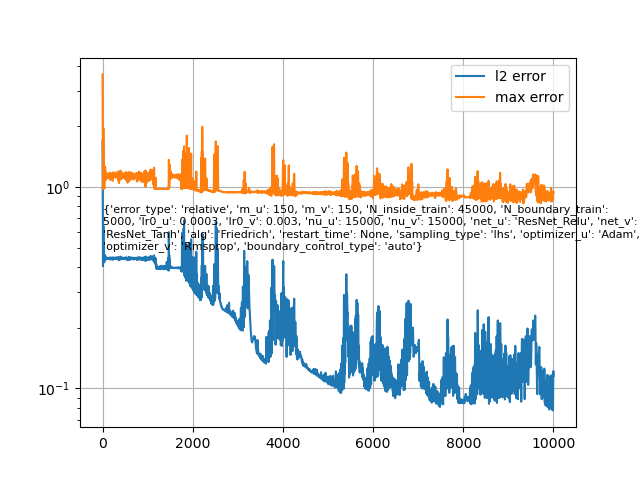 l2 error
max error
10⁰
{'error_type': 'relative', 'm_u': 150, 'm_v': 150, 'N_inside_train': 45000, 'N_boundary_train':
5000, 'lr0_u': 0.0003, 'lr0_v': 0.003, 'nu_u': 15000, 'nu_v': 15000, 'net_u': 'ResNet_Relu', 'net_v':
'ResNet_Tanh', 'alg': 'Friedrich', 'restart_time': None, 'sampling_type': 'lhs', 'optimizer_u': 'Adam',
'optimizer_v': 'Rmsprop', 'boundary_control_type': 'auto'}
10⁻¹
0 2000 4000 6000 8000 10000